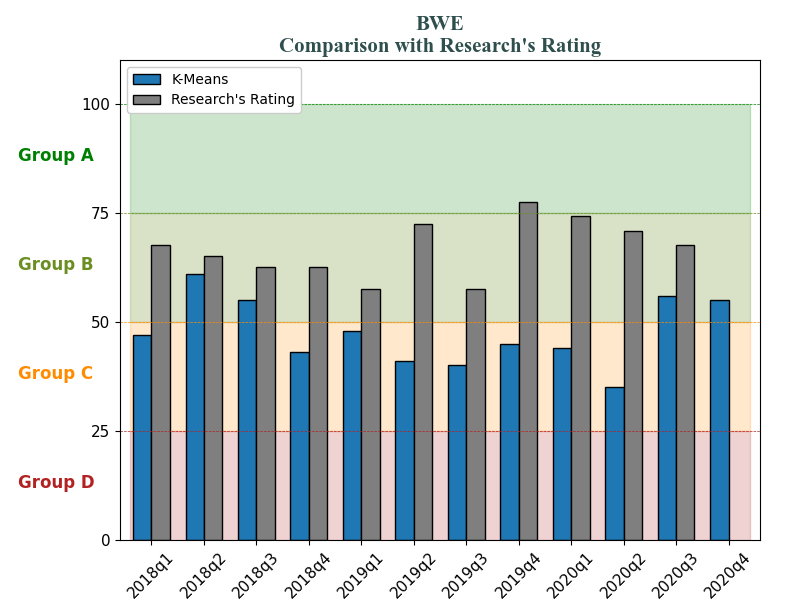 BWE
Comparison with Research's Rating
K-Means
Research's Rating
100
Group A
75
Group B
50
Group C
25
Group D
0
2018q1
2018q2
2018q3
2018q4
2019q1
2019q2
2019q3
2019q4
2020q1
2020q2
2020q3
2020q4